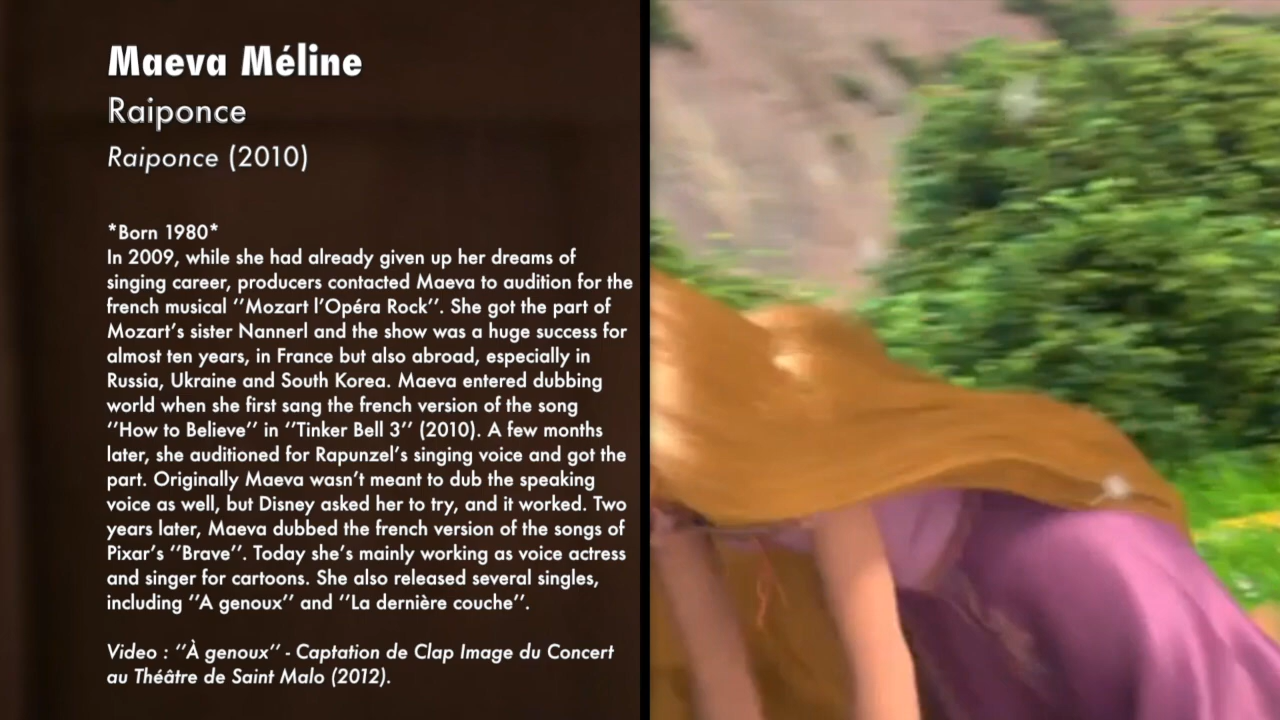 Maeva Méline
Raiponce
Raiponce (2010)
*Born 1980*
In 2009, while she had already given up her dreams of
singing career, producers contacted Maeva to audition for the
french musical ‘‘Mozart l’Opéra Rock’’. She got the part of
Mozart’s sister Nannerl and the show was a huge success for
almost ten years, in France but also abroad, especially in
Russia, Ukraine and South Korea. Maeva entered dubbing
world when she first sang the french version of the song
‘‘How to Believe’’ in ‘‘Tinker Bell 3’’ (2010). A few months
later, she auditioned for Rapunzel’s singing voice and got the
part. Originally Maeva wasn’t meant to dub the speaking
voice as well, but Disney asked her to try, and it worked. Two
years later, Maeva dubbed the french version of the songs of
Pixar’s ‘‘Brave’’. Today she’s mainly working as voice actress
and singer for cartoons. She also released several singles,
including ‘‘A genoux’’ and ‘‘La dernière couche’’.
Video : ‘‘À genoux’’ - Captation de Clap Image du Concert
au Théâtre de Saint Malo (2012).